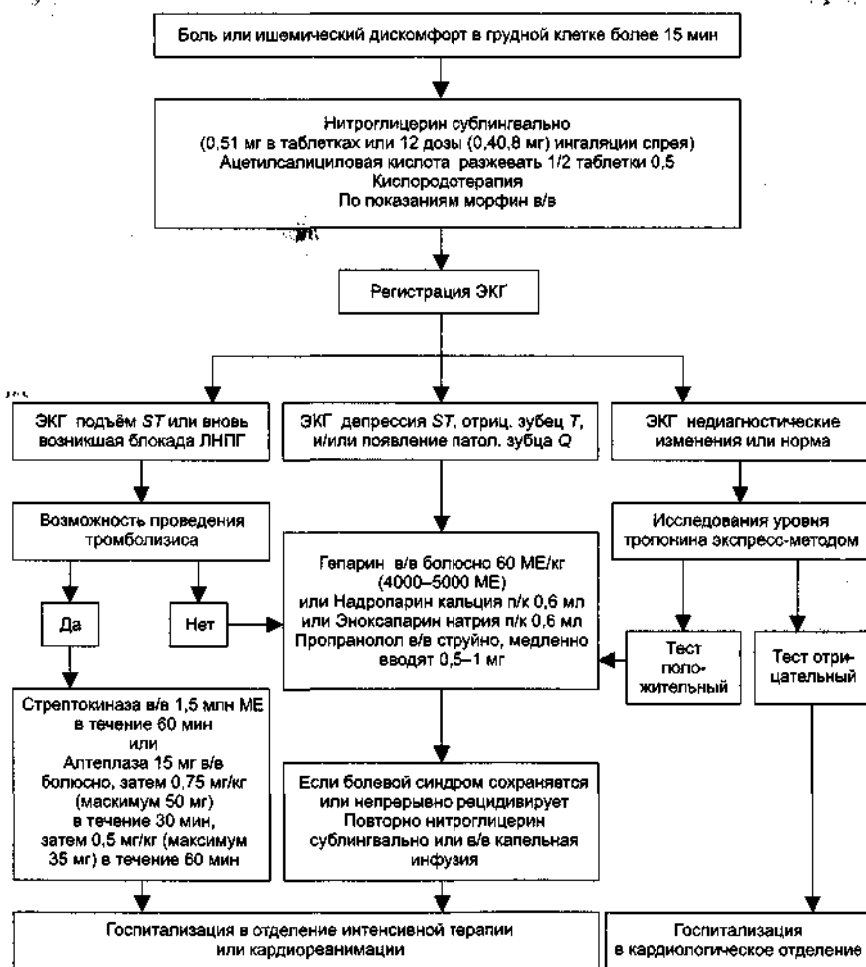 Боль или ишемический дискомфорт в грудной клетке более 15 мин
Нитроглицерин сублингвально
(0,51 мг в таблетках или 12 дозы (0,40,8 мг) ингаляции спрея)
Ацетилсалициловая кислота разжевать 1/2 таблетки 0,5
Кислородотерапия
По показаниям морфин в/в
Регистрация ЭКГ
ЭКГ подъём ST или вновь
возникшая блокада ЛНПГ
ЭКГ депрессия ST, отриц. зубец T,
и/или появление патол. зубца Q
ЭКГ недиагностические
изменения или норма
Возможность проведения
тромболизиса
Исследования уровня
тропонина экспресс-методом
Гепарин в/в болюсно 60 МЕ/кг
(4000–5000 МЕ)
или Надропарин кальция п/к 0,6 мл
или Эноксапарин натрия п/к 0,6 мл
Пропранолол в/в струйно, медленно
вводят 0,5–1 мг
Да
Нет
Тест
поло-
жительный
Тест отри-
цательный
Стрептокиназа в/в 1,5 млн МЕ
в течение 60 мин
или
Алтеплаза 15 мг в/в
болюсно, затем 0,75 мг/кг
(маскимум 50 мг)
в течение 30 мин,
затем 0,5 мг/кг (максимум
35 мг) в течение 60 мин
Если болевой синдром сохраняется
или непрерывно рецидивирует
Повторно нитроглицерин
сублингвально или в/в капельная
инфузия
Госпитализация в отделение интенсивной терапии
или кардиореанимации
Госпитализация
в кардиологическое отделение